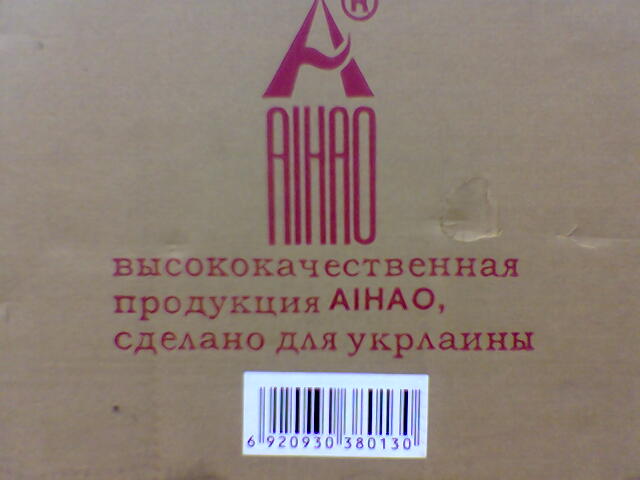 ®
AIHAO
высококачественная
продукция AIHAO,
сделано для укрлаины
6 920930 380130